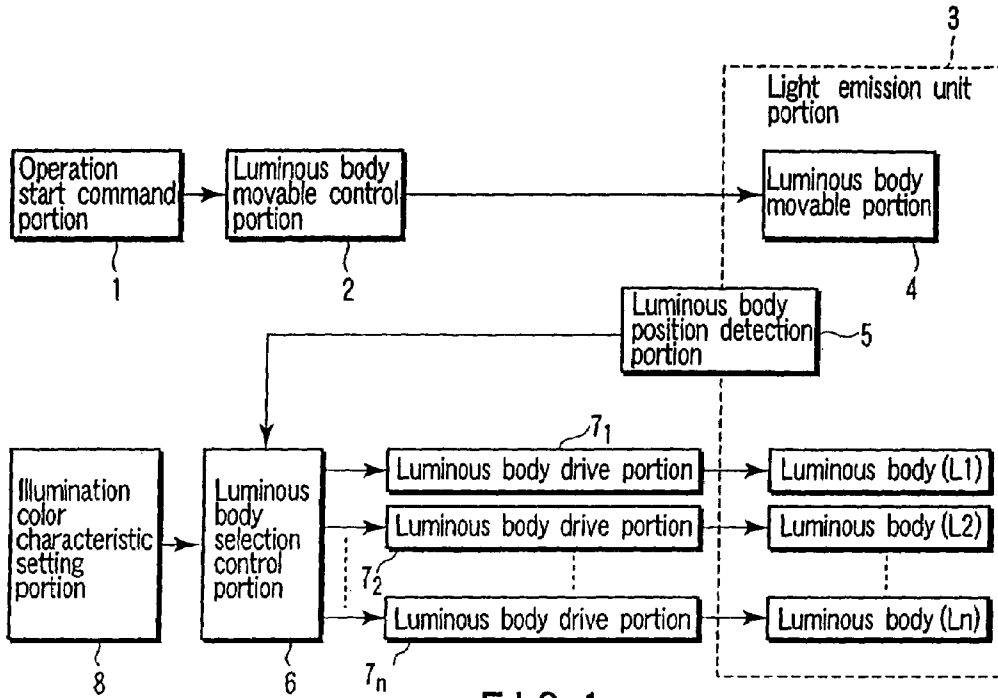 3
Light emission unit
portion
Operation
start command
portion
Luminous body
movable control
portion
Luminous body
movable portion
1
2
4
Luminous body
position detection
portion
5
7₁
Illumination
color
characteristic
setting
portion
Luminous
body
selection
control
portion
Luminous body drive portion
Luminous body (L1)
Luminous body drive portion
Luminous body (L2)
7₂
Luminous body drive portion
Luminous body (Ln)
8
6
7n